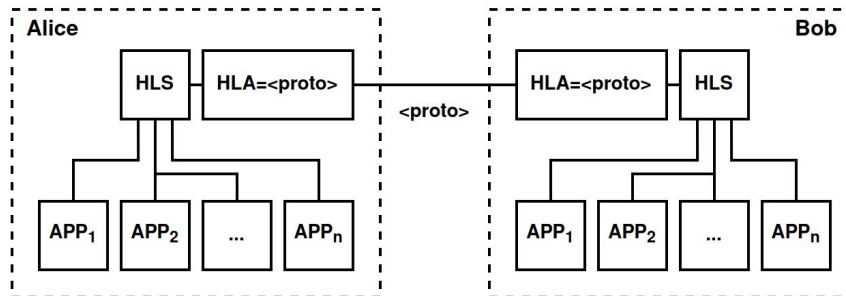 Alice
Bob
HLS
HLA=<proto>
<proto>
HLA=<proto>
HLS
APP₁
APP₂
...
APPₙ
APP₁
APP₂
...
APPₙ